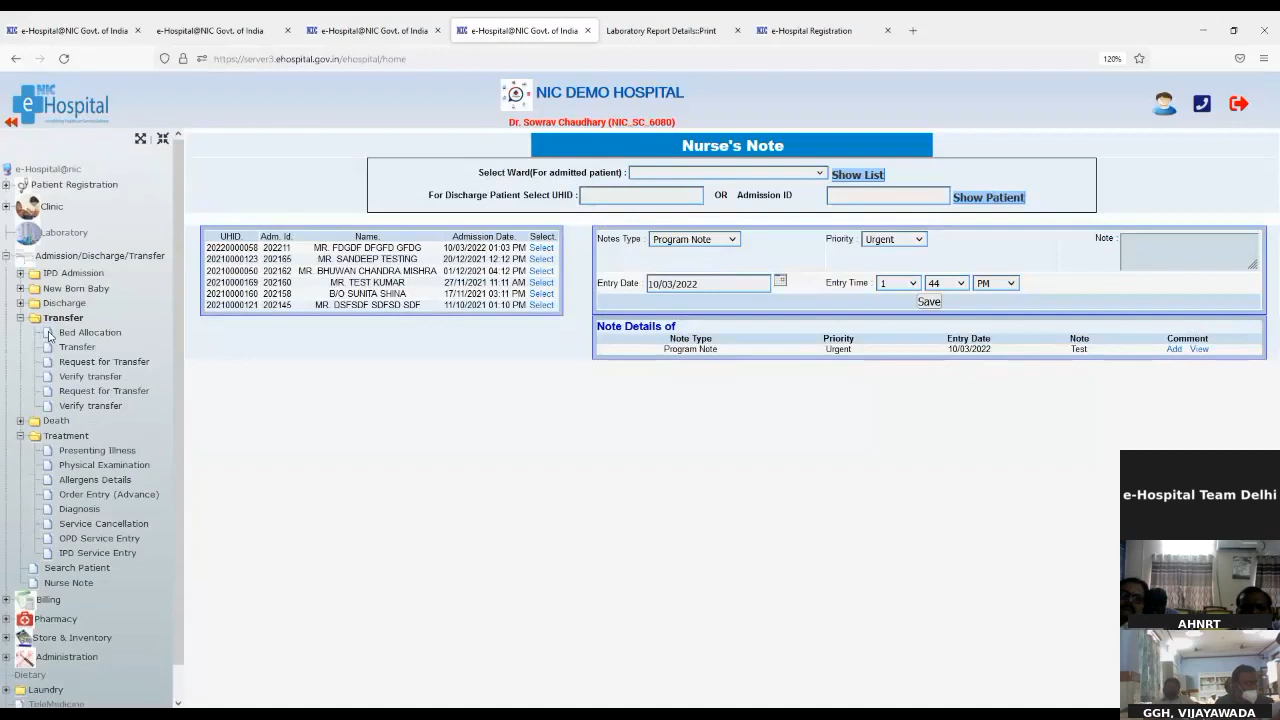 e-Hospital@NIC Govt. of India
e-Hospital@NIC Govt. of India
e-Hospital@NIC Govt. of India
e-Hospital@NIC Govt. of India
Laboratory Report Details::Print
e-Hospital Registration
https://server3.ehospital.gov.in/ehospital/home
120%
NIC
eHospital
NIC DEMO HOSPITAL
Dr. Sowrav Chaudhary (NIC_SC_6080)
e-Hospital@nic
Patient Registration
Clinic
Laboratory
Admission/Discharge/Transfer
IPD Admission
New Born Baby
Discharge
Transfer
Bed Allocation
Transfer
Request for Transfer
Verify transfer
Request for Transfer
Verify transfer
Death
Treatment
Presenting Illness
Physical Examination
Allergens Details
Order Entry (Advance)
Diagnosis
Service Cancellation
OPD Service Entry
IPD Service Entry
Search Patient
Nurse Note
Billing
Pharmacy
Store & Inventory
Administration
Dietary
Laundry
TeleMedicine
Nurse's Note
Select Ward(For admitted patient) : Show List
For Discharge Patient Select UHID : OR Admission ID Show Patient
UHID. Adm. Id Name. Admission Date. Select.
20220000058 202211 MR. FDGDF DFGFD GFDG 10/03/2022 01:03 PM Select
20210000123 202165 MR. SANDEEP TESTING 20/12/2021 12:12 PM Select
20210000050 202162 MR. BHUWAN CHANDRA MISHRA 01/12/2021 04:12 PM Select
20210000169 202160 MR. TEST KUMAR 27/11/2021 11:11 AM Select
20210000160 202158 B/O SUNITA SHINA 17/11/2021 03:11 PM Select
20210000121 202145 MR. DSFSDF SDFSD SDF 11/10/2021 01:10 PM Select
Notes Type : Program Note Priority : Urgent Note :
Entry Date : 10/03/2022 Entry Time : 1 44 PM
Save
Note Details of
Note Type Priority Entry Date Note Comment
Program Note Urgent 10/03/2022 Test Add View
e-Hospital Team Delhi
AHNRT
GGH, VIJAYAWADA